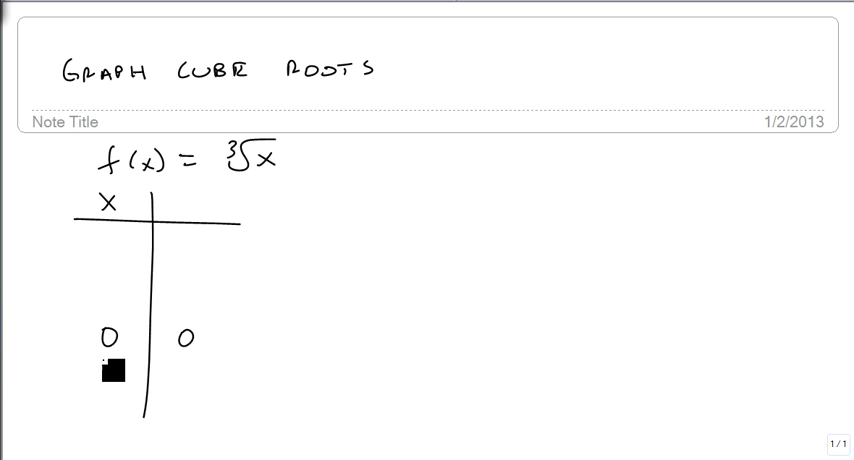 GRAPH CUBE ROOTS
Note Title
1/2/2013
f(x) = ∛x
X
0 0
1 / 1